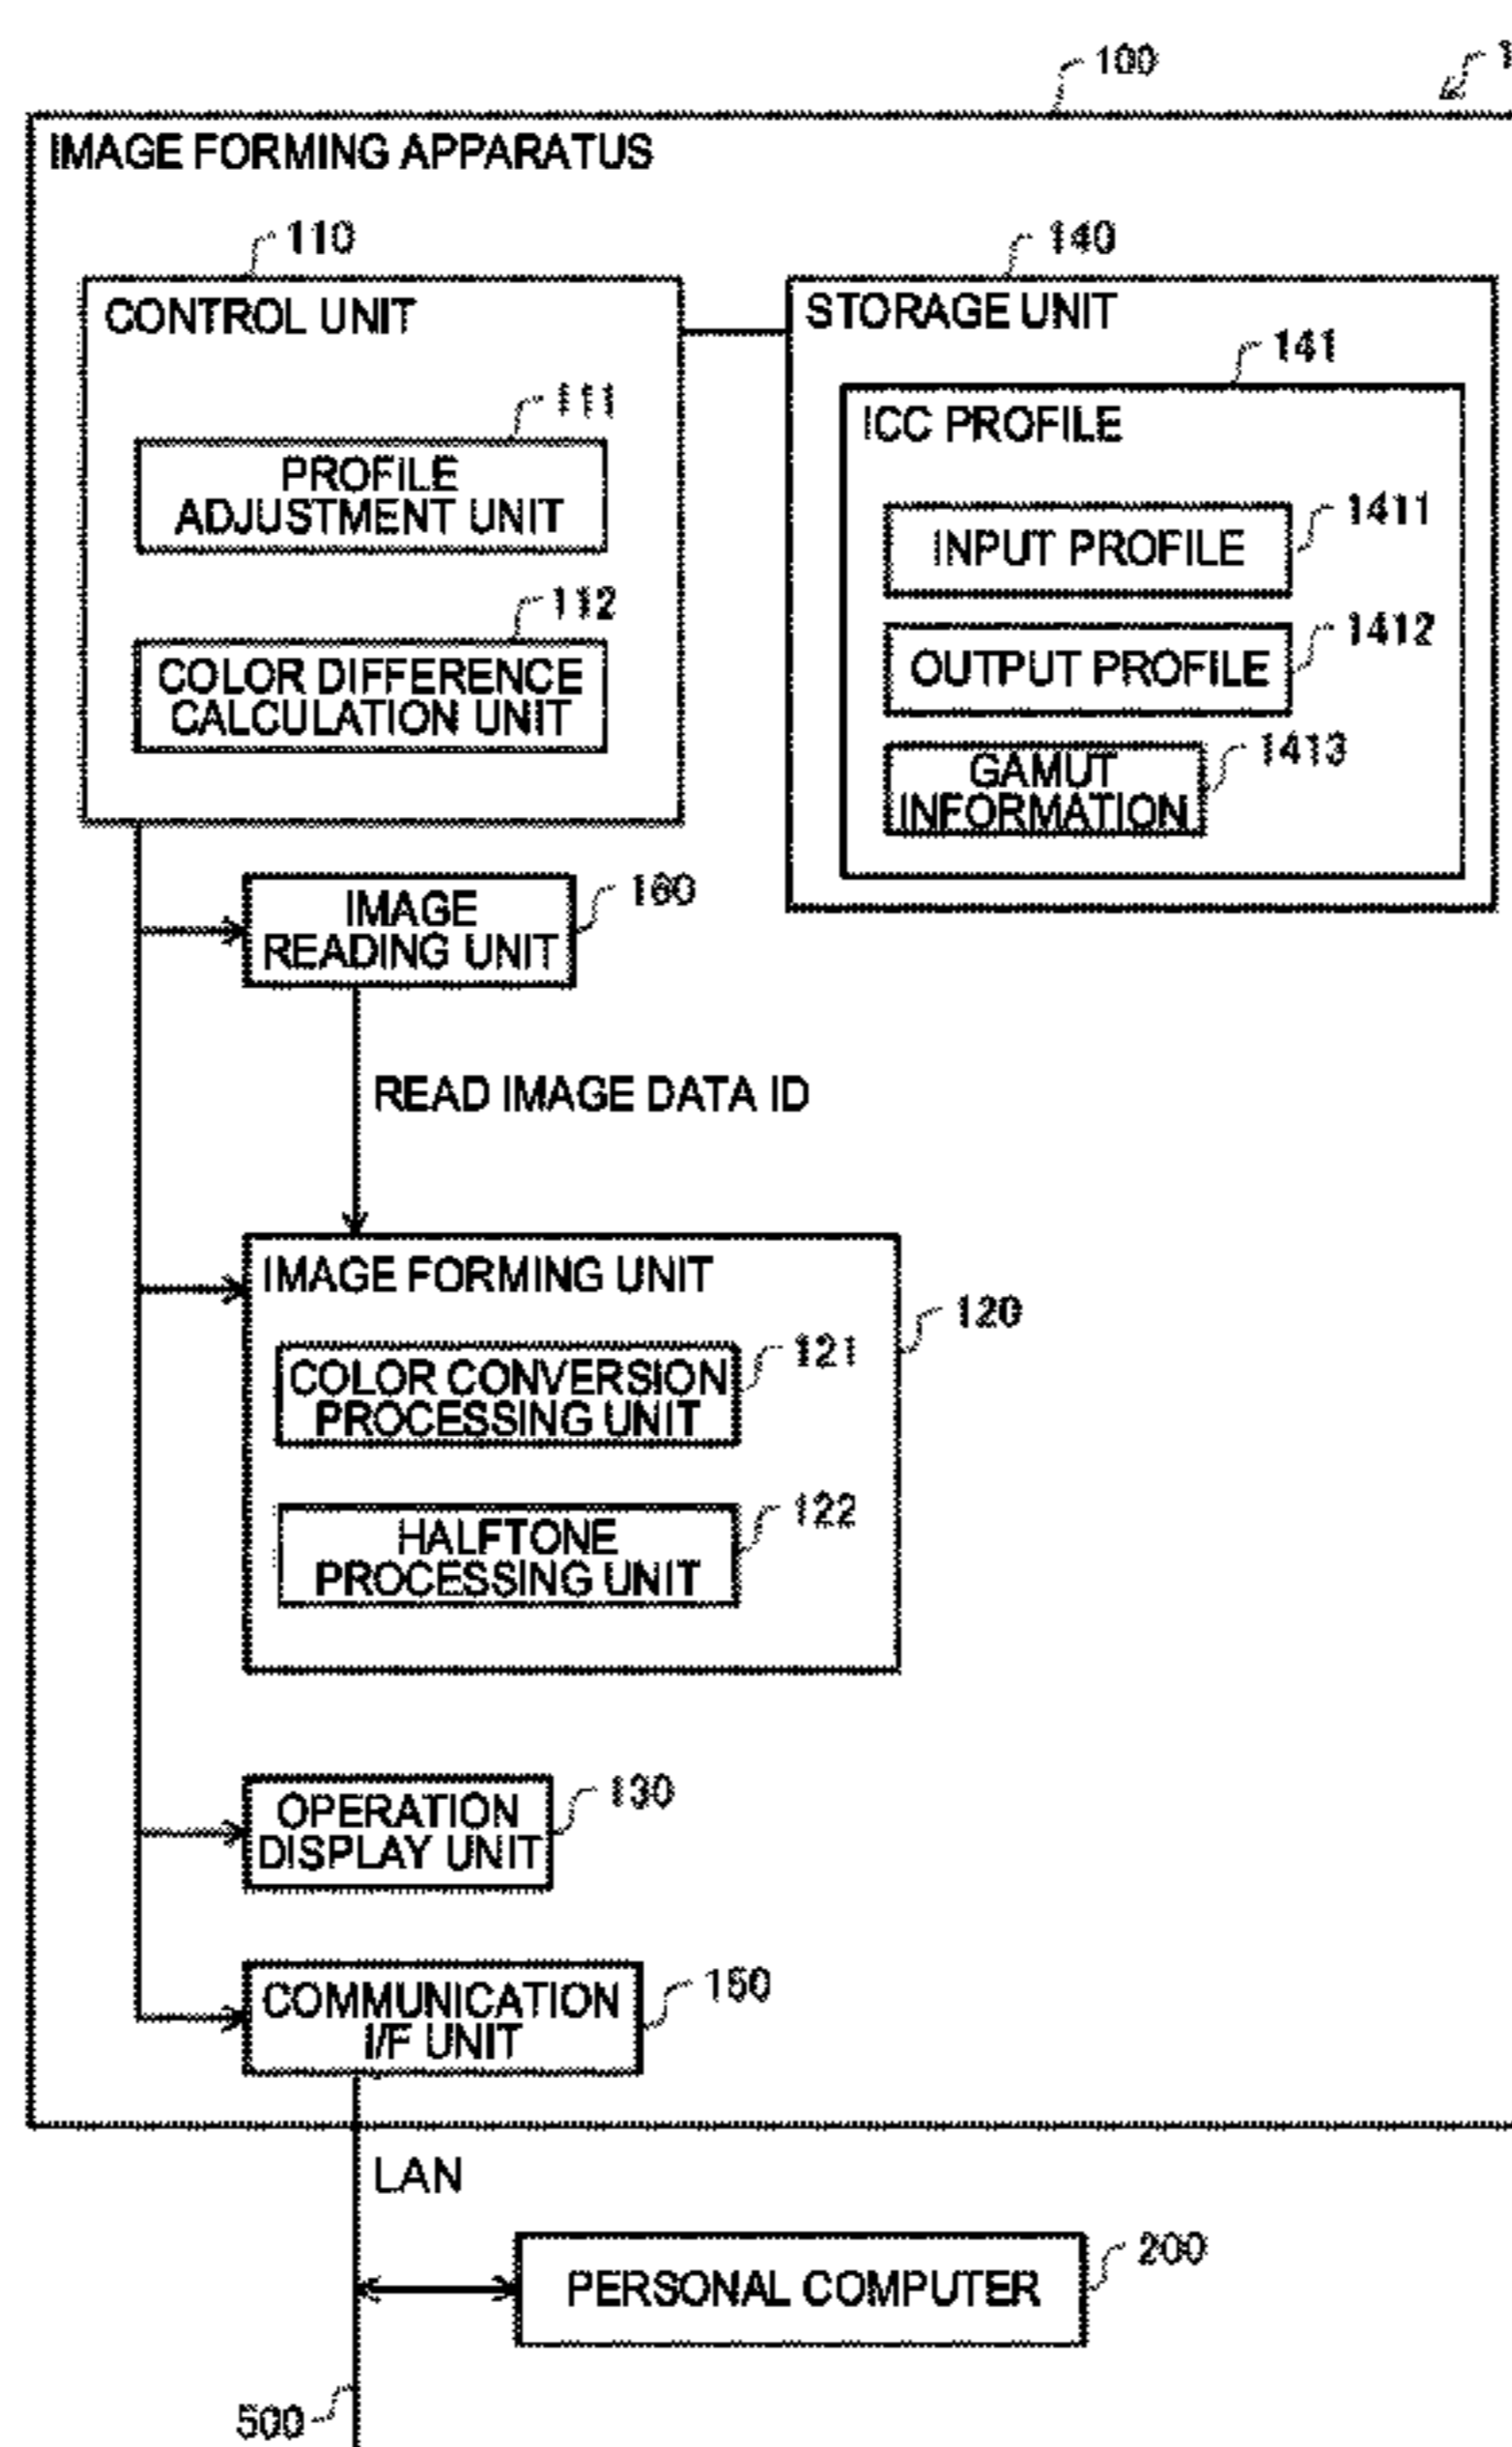 100
1
IMAGE FORMING APPARATUS
110
CONTROL UNIT
111
PROFILE
ADJUSTMENT UNIT
112
COLOR DIFFERENCE
CALCULATION UNIT
140
STORAGE UNIT
141
ICC PROFILE
1411
INPUT PROFILE
1412
OUTPUT PROFILE
1413
GAMUT
INFORMATION
160
IMAGE
READING UNIT
READ IMAGE DATA ID
IMAGE FORMING UNIT
120
121
COLOR CONVERSION
PROCESSING UNIT
122
HALFTONE
PROCESSING UNIT
130
OPERATION
DISPLAY UNIT
150
COMMUNICATION
I/F UNIT
LAN
200
PERSONAL COMPUTER
500